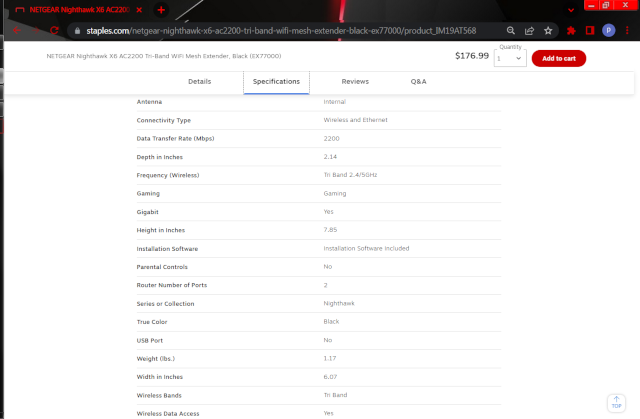 NETGEAR Nighthawk X6 AC2200
staples.com/netgear-nighthawk-x6-ac2200-tri-band-wifi-mesh-extender-black-ex77000/product_IM19AT568
P
NETGEAR Nighthawk X6 AC2200 Tri-Band WiFi Mesh Extender, Black (EX77000)
$176.99
Quantity
1
Add to cart
Details Specifications Reviews Q&A
Antenna Internal
Connectivity Type Wireless and Ethernet
Data Transfer Rate (Mbps) 2200
Depth in Inches 2.14
Frequency (Wireless) Tri Band 2.4/5GHz
Gaming Gaming
Gigabit Yes
Height in Inches 7.85
Installation Software Installation Software Included
Parental Controls No
Router Number of Ports 2
Series or Collection Nighthawk
True Color Black
USB Port No
Weight (lbs.) 1.17
Width in Inches 6.07
Wireless Bands Tri Band
Wireless Data Access Yes
TOP